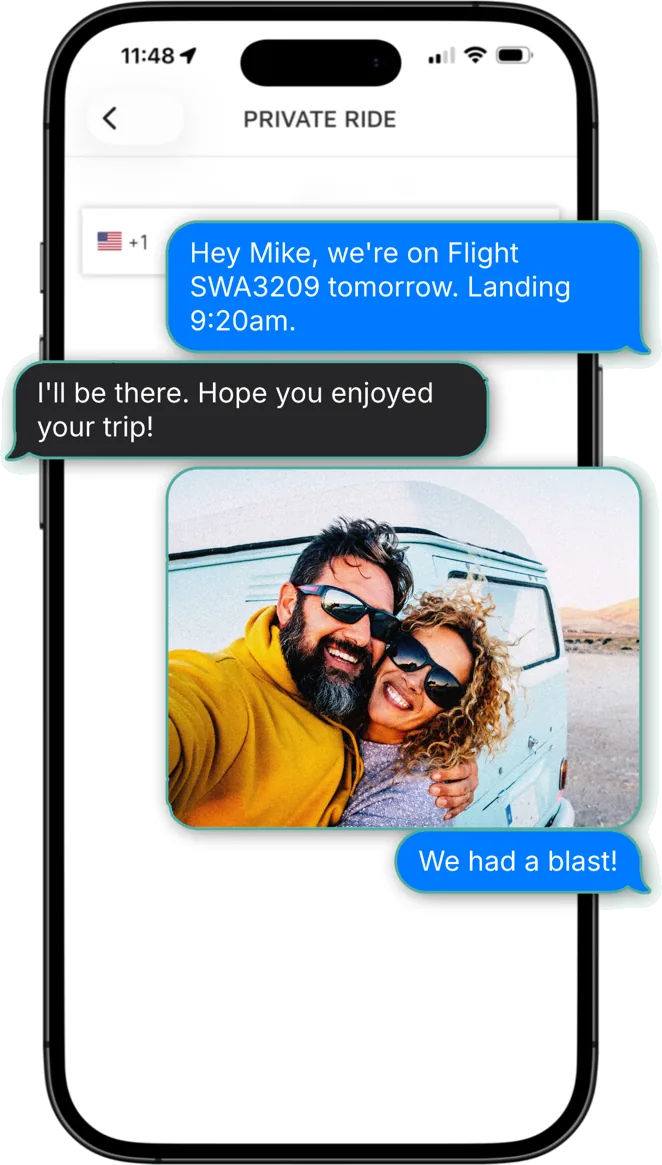 11:48
PRIVATE RIDE
+1
Hey Mike, we're on Flight
SWA3209 tomorrow. Landing
9:20am.
I'll be there. Hope you enjoyed
your trip!
We had a blast!